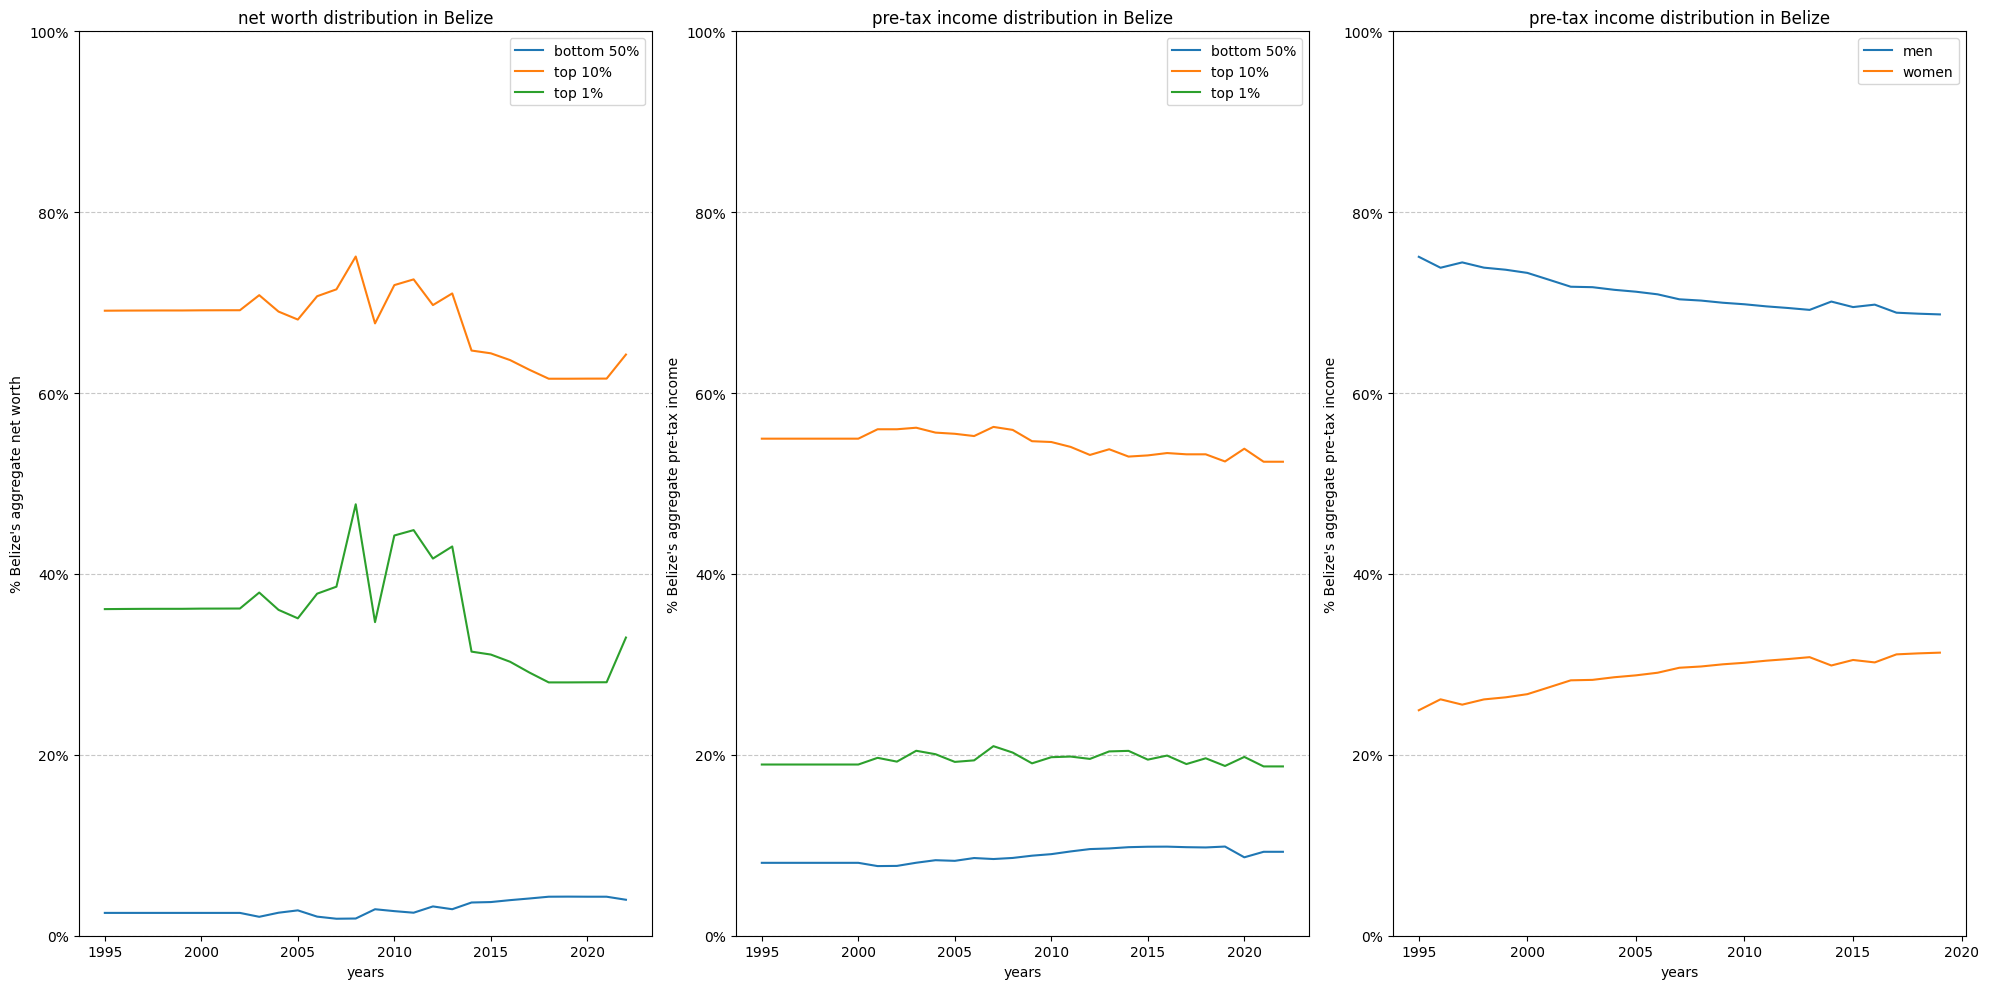 net worth distribution in Belize
100%
80%
60%
40%
20%
0%
% Belize's aggregate net worth
bottom 50%
top 10%
top 1%
1995 2000 2005 2010 2015 2020
years
pre-tax income distribution in Belize
100%
80%
60%
40%
20%
0%
% Belize's aggregate pre-tax income
bottom 50%
top 10%
top 1%
1995 2000 2005 2010 2015 2020
years
pre-tax income distribution in Belize
100%
80%
60%
40%
20%
0%
% Belize's aggregate pre-tax income
men
women
1995 2000 2005 2010 2015 2020
years